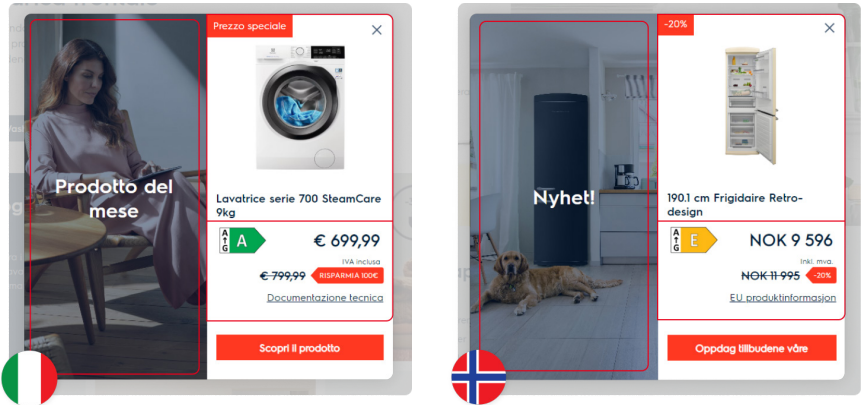 Prezzo speciale
Prodotto del
mese
Lavatrice serie 700 SteamCare
9kg
A
↑
G
A
€ 699,99
IVA inclusa
€ 799,99
RISPARMIA 100€
Documentazione tecnica
Scopri il prodotto
-20%
Nyhet!
190.1 cm Frigidaire Retro-
design
A
↑
G
E
NOK 9 596
Inkl. mva.
NOK 11 995
-20%
EU produktinformasjon
Oppdag tilbudene våre